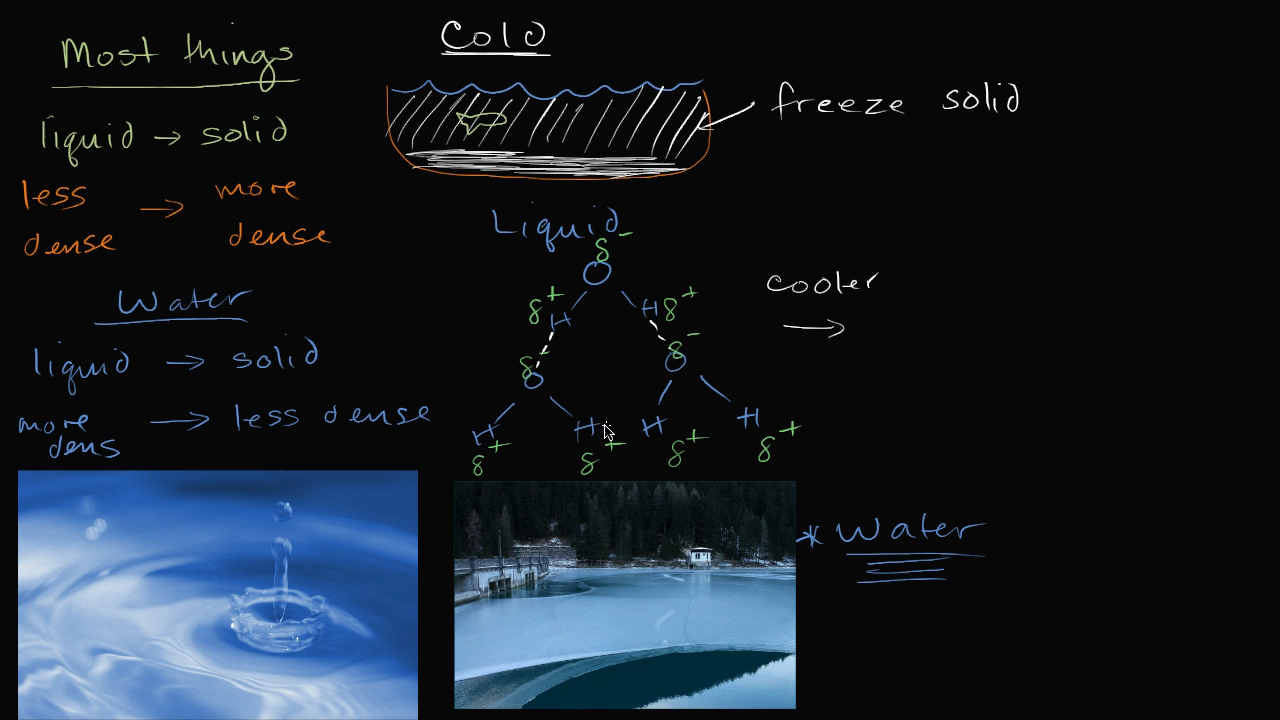 Most things
liquid → solid
less → more
dense dense
Water
liquid → solid
more → less dense
dens
Cold
freeze solid
Liquid
δ-
O
δ+ H H δ+
δ- δ-
O O
H H H H
δ+ δ+ δ+ δ+
cooler
→
* Water